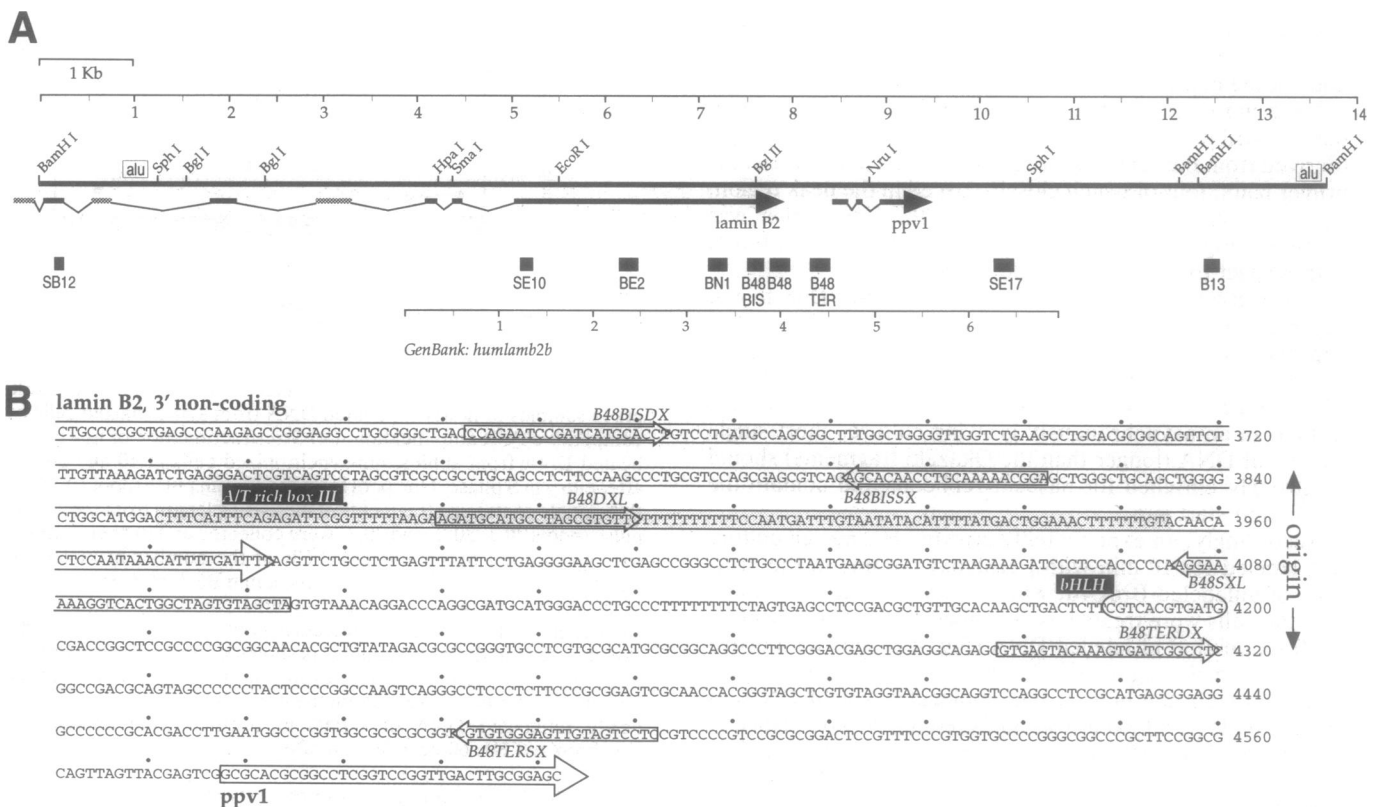 A
1 Kb
1 2 3 4 5 6 7 8 9 10 11 12 13 14
BamH I alu Sph I Bgl I Bgl I Hpa I Sma I EcoR I Bgl II Nru I Sph I BamH I BamH I alu BamH I
lamin B2 ppv1
SB12 SE10 BE2 BN1 B48 BIS B48 B48 TER SE17 B13
1 2 3 4 5 6
GenBank: humlamb2b
B lamin B2, 3' non-coding
B48BISDX
CTGCCCCGCTGAGCCCAAGAGCCGGGAGGCCTGCGGGCTGACCCAGAATCCGATCATGCACCTGTCCTCATGCCAGCGGCTTTGGCTGGGGTTGGTCTGAAGCCTGCACGCGGCAGTTCT 3720
TTGTTAAAGATCTGAGGGACTCGTCAGTCCTAGCGTCGCCGCCTGCAGCCTCTTCCAAGCCCTGCGTCCAGCGAGCGTCAGAGCACAACCTGCAAAAACGGAGCTGGGCTGCAGCTGGGG 3840
A/T rich box III B48DXL B48BISSX
CTGGCATGGACTTTCATTTCAGAGATTCGGTTTTTAAGAAGATGCATGCCTAGCGTGTTCTTTTTTTTTTTCCAATGATTTGTAATATACATTTTATGACTGGAAACTTTTTTGTACAACA 3960
CTCCAATAAACATTTTGATTTTAGGTTCTGCCTCTGAGTTTATTCCTGAGGGGAAGCTCGAGCCGGGCCTCTGCCCTAATGAAGCGGATGTCTAAGAAAGATCCCTCCACCCCCAAGGAA 4080
bHLH B48SXL
AAAGGTCACTGGCTAGTGTAGCTAGTGTAAACAGGACCCAGGCGATGCATGGGACCCTGCCCTTTTTTTTCTAGTGAGCCTCCGACGCTGTTGCACAAGCTGACTCTTCGTCACGTGATG 4200
B48TERDX
CGACCGGCTCCGCCCCGGCGGCAACACGCTGTATAGACGCGGGTGCCTCGTGCGCATGCGCAGGCCCTTCGGGACGAGCTGGAGGCAGAGCGTGAGTACAAAGTGATCGGCCTC 4320
GGCCGACGCAGTAGCCCCCCTACTCCCCGGCCAAGTCAGGGCCTCCCTCTTCCCGCGGAGTCGCAACCACGGGTAGCTCGTGTAGGTAACGGCAGGTCCAGGCCTCCGCATGAGCGGAGG 4440
GCCCCCCGCACGACCTTGAATGGCCCGGTGGCGCGCGCGGTCGTGTGGGAGTTGTAGTCCTCCGTCCCCGTCCGCGCGGACTCCGTTTCCCGTGGTGCCCCGGGCGGCCCGCTTCCGGCG 4560
B48TERSX
CAGTTAGTTACGAGTCGGCGCACGCGGCCTCGGTCCGGTTGACTTGCGGAGC
ppv1
origin